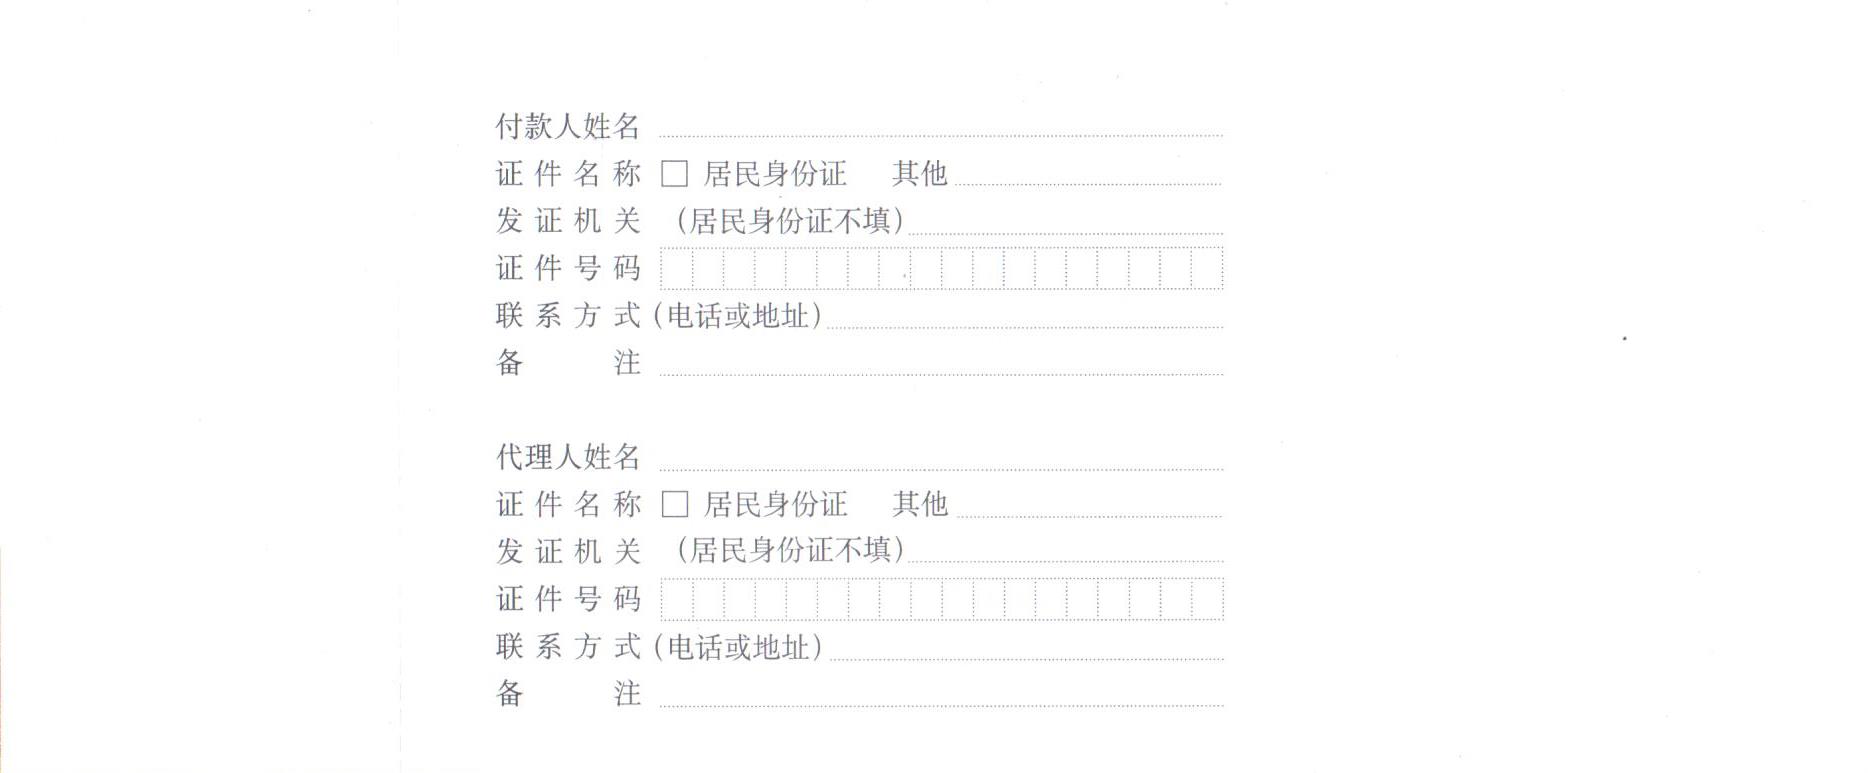 付款人姓名
证件名称 □ 居民身份证 其他
发证机关 （居民身份证不填）
证件号码
联系方式（电话或地址）
备注
代理人姓名
证件名称 □ 居民身份证 其他
发证机关 （居民身份证不填）
证件号码
联系方式（电话或地址）
备注